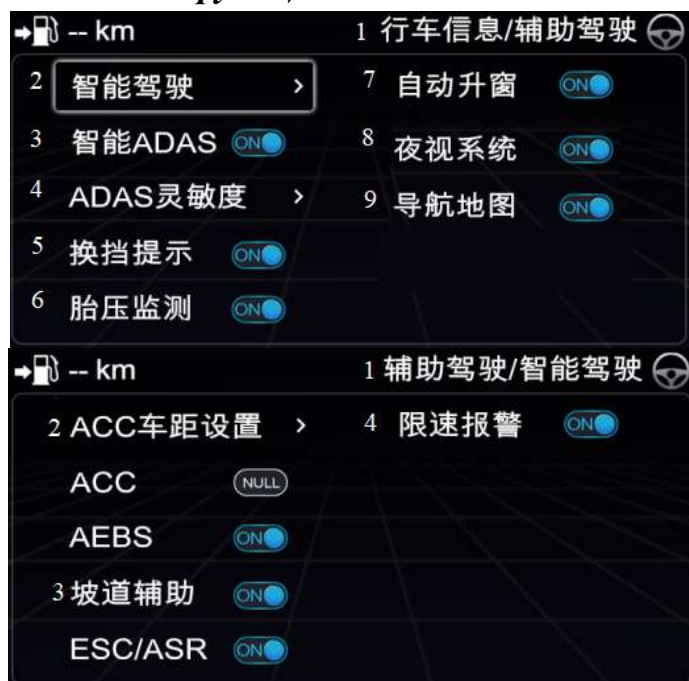 -- km
1 行车信息/辅助驾驶
2 智能驾驶 >
3 智能ADAS ON
4 ADAS灵敏度 >
5 换挡提示 ON
6 胎压监测 ON
7 自动升窗 ON
8 夜视系统 ON
9 导航地图 ON
-- km
1 辅助驾驶/智能驾驶
2 ACC车距设置 >
ACC NULL
AEBS ON
3 坡道辅助 ON
ESC/ASR ON
4 限速报警 ON